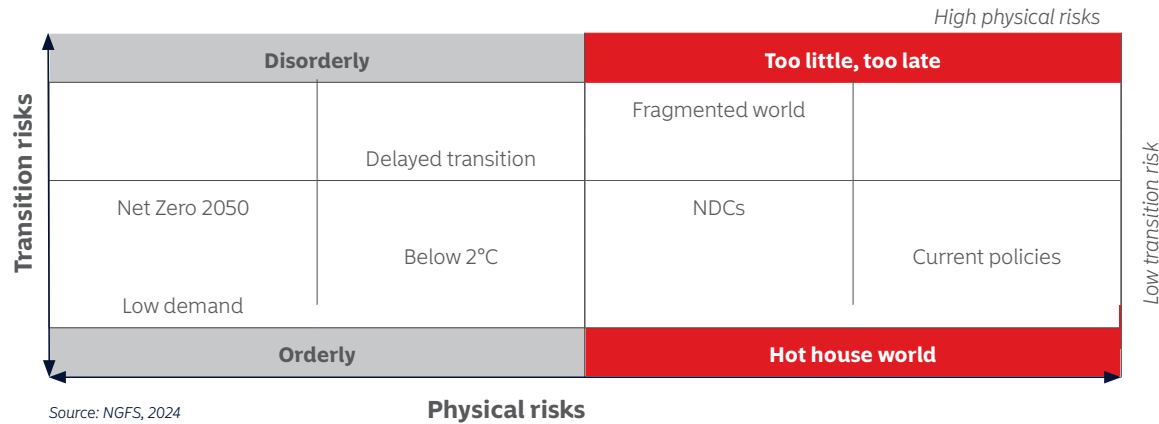 High physical risks
Disorderly
Too little, too late
Transition risks
Fragmented world
Delayed transition
Low transition risk
Net Zero 2050
NDCs
Below 2°C
Current policies
Low demand
Orderly
Hot house world
Source: NGFS, 2024
Physical risks